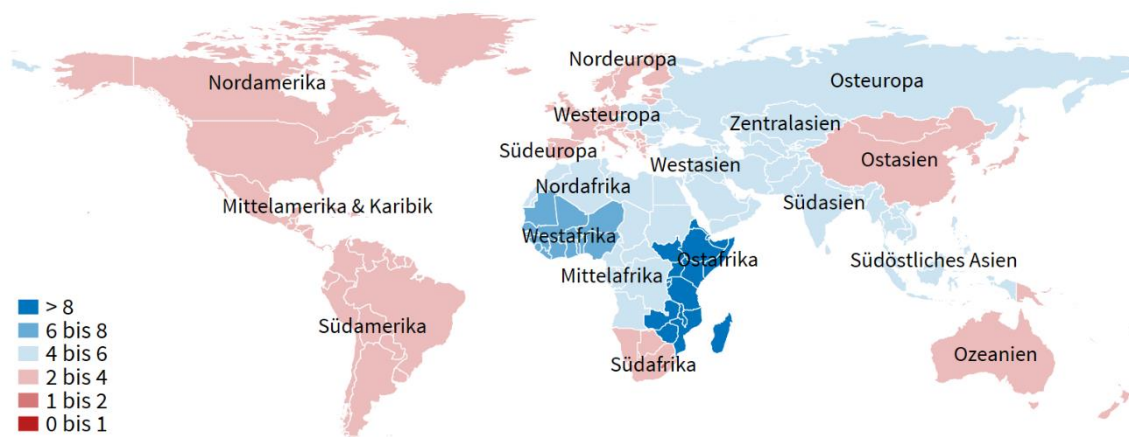 Nordeuropa
Nordamerika
Osteuropa
Westeuropa
Zentralasien
Südeuropa
Westasien
Ostasien
Nordafrika
Mittelamerika & Karibik
Südasien
Westafrika
Ostafrika
Südöstliches Asien
Mittelafrika
> 8
6 bis 8
Südamerika
4 bis 6
Ozeanien
Südafrika
2 bis 4
1 bis 2
0 bis 1